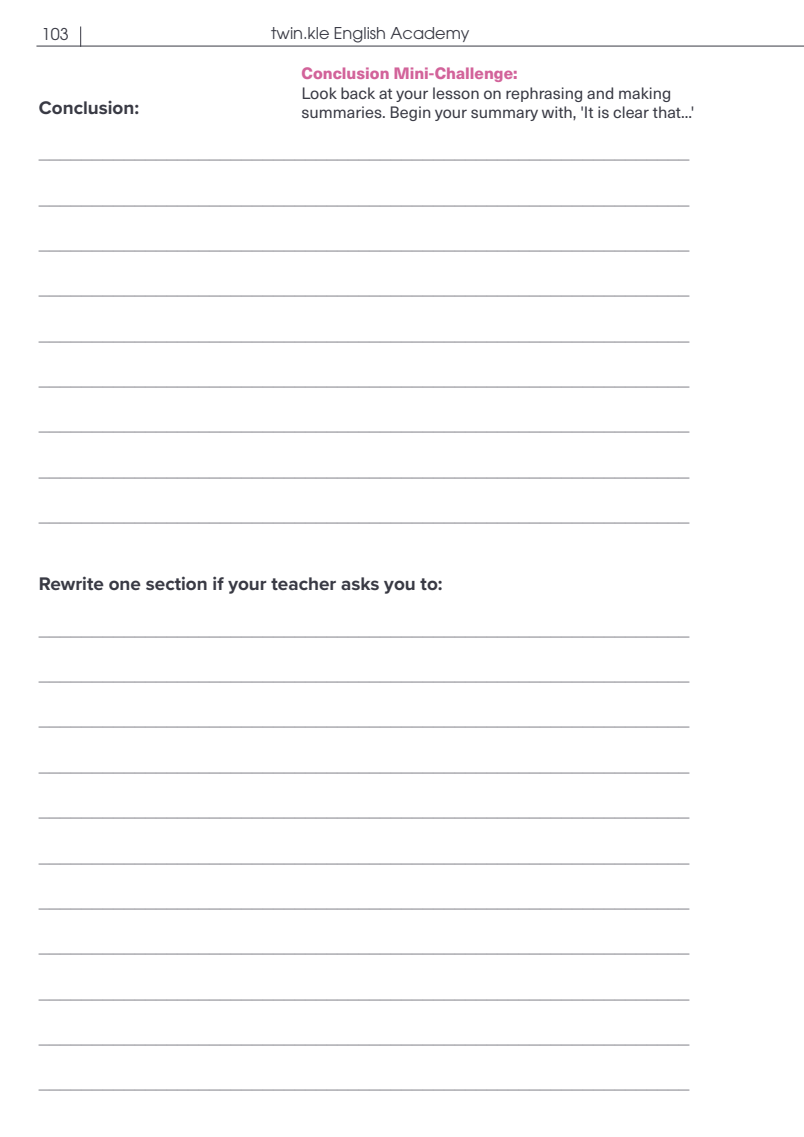 103
twin.kle English Academy
Conclusion Mini-Challenge:
Look back at your lesson on rephrasing and making
summaries. Begin your summary with, 'It is clear that...'
Conclusion:
Rewrite one section if your teacher asks you to: